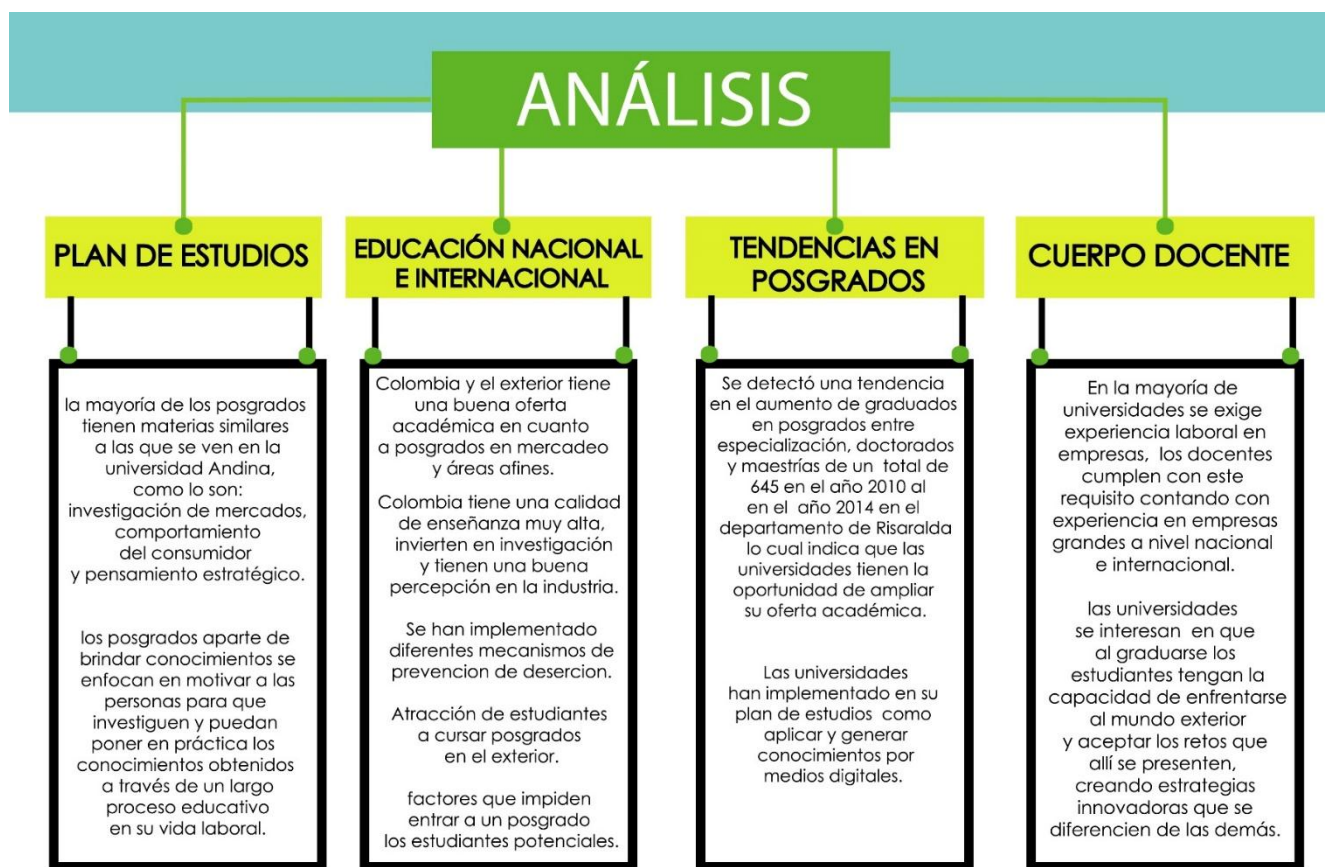 ANÁLISIS
PLAN DE ESTUDIOS
la mayoría de los posgrados
tienen materias similares
a las que se ven en la
universidad Andina,
como lo son:
investigación de mercados,
comportamiento
del consumidor
y pensamiento estratégico.
los posgrados aparte de
brindar conocimientos se
enfocan en motivar a las
personas para que
investiguen y puedan
poner en práctica los
conocimientos obtenidos
a través de un largo
proceso educativo
en su vida laboral.
EDUCACIÓN NACIONAL
E INTERNACIONAL
Colombia y el exterior tiene
una buena oferta
académica en cuanto
a posgrados en mercadeo
y áreas afines.
Colombia tiene una calidad
de enseñanza muy alta,
invierten en investigación
y tienen una buena
percepción en la industria.
Se han implementado
diferentes mecanismos de
prevencion de desercion.
Atracción de estudiantes
a cursar posgrados
en el exterior.
factores que impiden
entrar a un posgrado
los estudiantes potenciales.
TENDENCIAS EN
POSGRADOS
Se detectó una tendencia
en el aumento de graduados
en posgrados entre
especialización, doctorados
y maestrías de un total de
645 en el año 2010 al
en el año 2014 en el
departamento de Risaralda
lo cual indica que las
universidades tienen la
oportunidad de ampliar
su oferta académica.
Las universidades
han implementado en su
plan de estudios como
aplicar y generar
conocimientos por
medios digitales.
CUERPO DOCENTE
En la mayoría de
universidades se exige
experiencia laboral en
empresas, los docentes
cumplen con este
requisito contando con
experiencia en empresas
grandes a nivel nacional
e internacional.
las universidades
se interesan en que
al graduarse los
estudiantes tengan la
capacidad de enfrentarse
al mundo exterior
y aceptar los retos que
allí se presenten,
creando estrategias
innovadoras que se
diferencien de las demás.